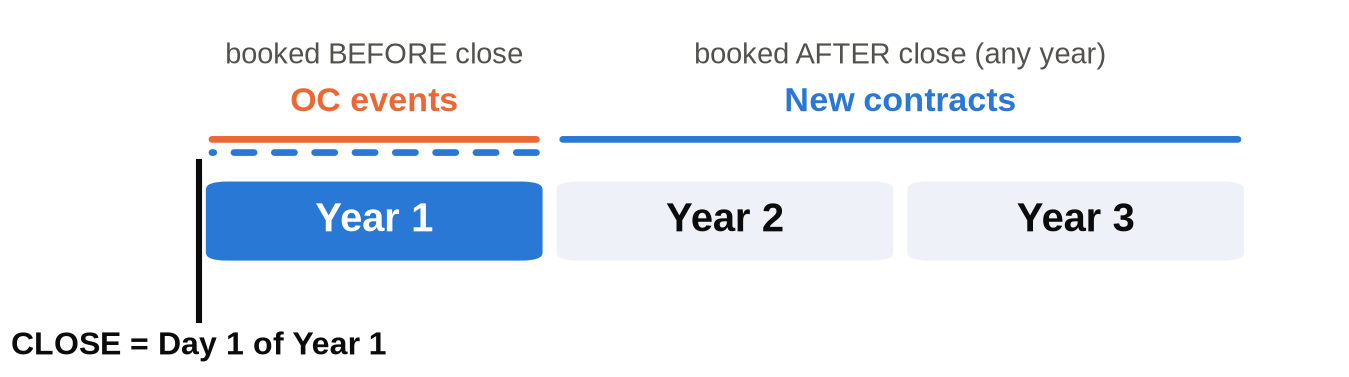 booked BEFORE close
OC events
booked AFTER close (any year)
New contracts
Year 1
Year 2
Year 3
CLOSE = Day 1 of Year 1